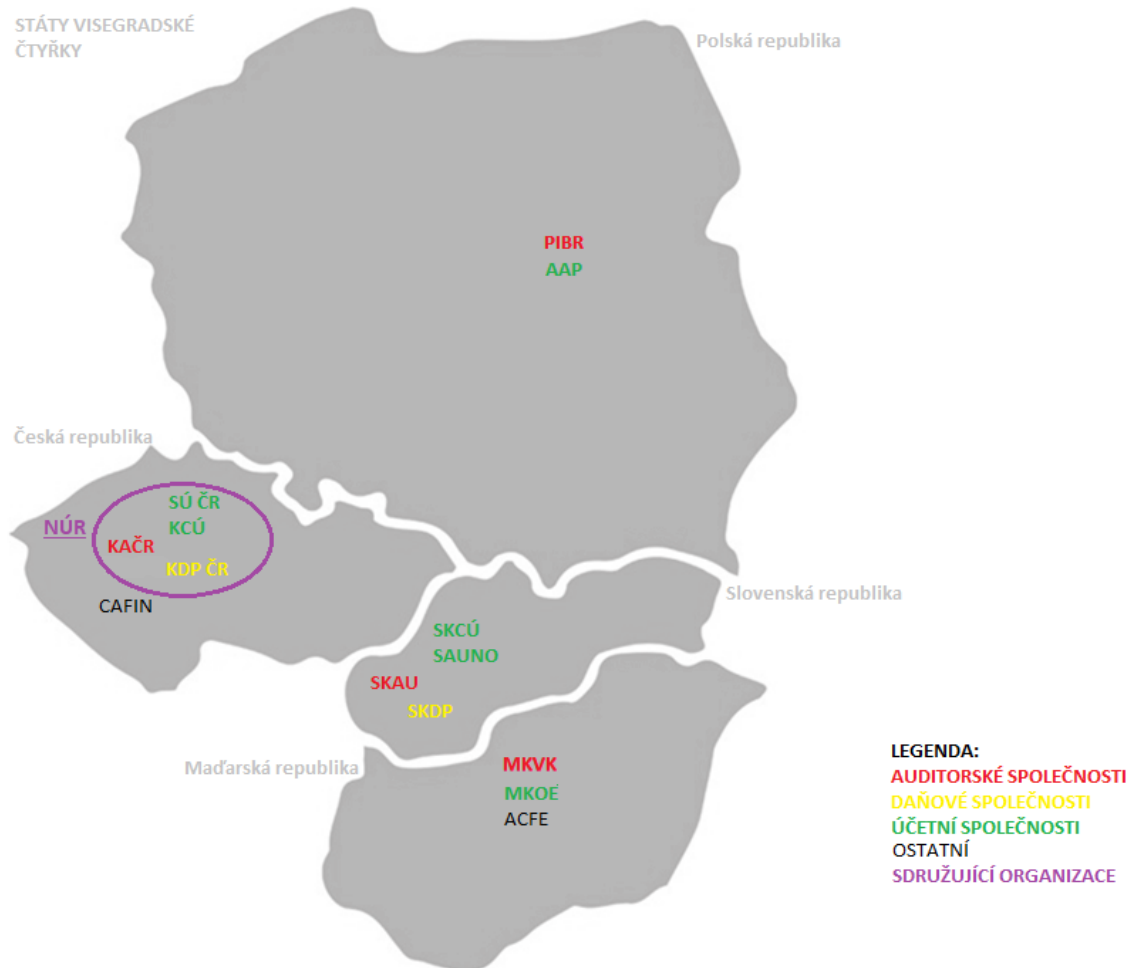 STÁTY VISEGRADSKÉ
ČTYŘKY
Polská republika
PIBR
AAP
Česká republika
SÚ ČR
NÚR
KCÚ
KAČR
KDP ČR
CAFIN
Slovenská republika
SKCÚ
SAUNO
SKAU
SKDP
Maďarská republika
MKVK
MKOE
ACFE
LEGENDA:
AUDITORSKÉ SPOLEČNOSTI
DAŇOVÉ SPOLEČNOSTI
ÚČETNÍ SPOLEČNOSTI
OSTATNÍ
SDRUŽUJÍCÍ ORGANIZACE